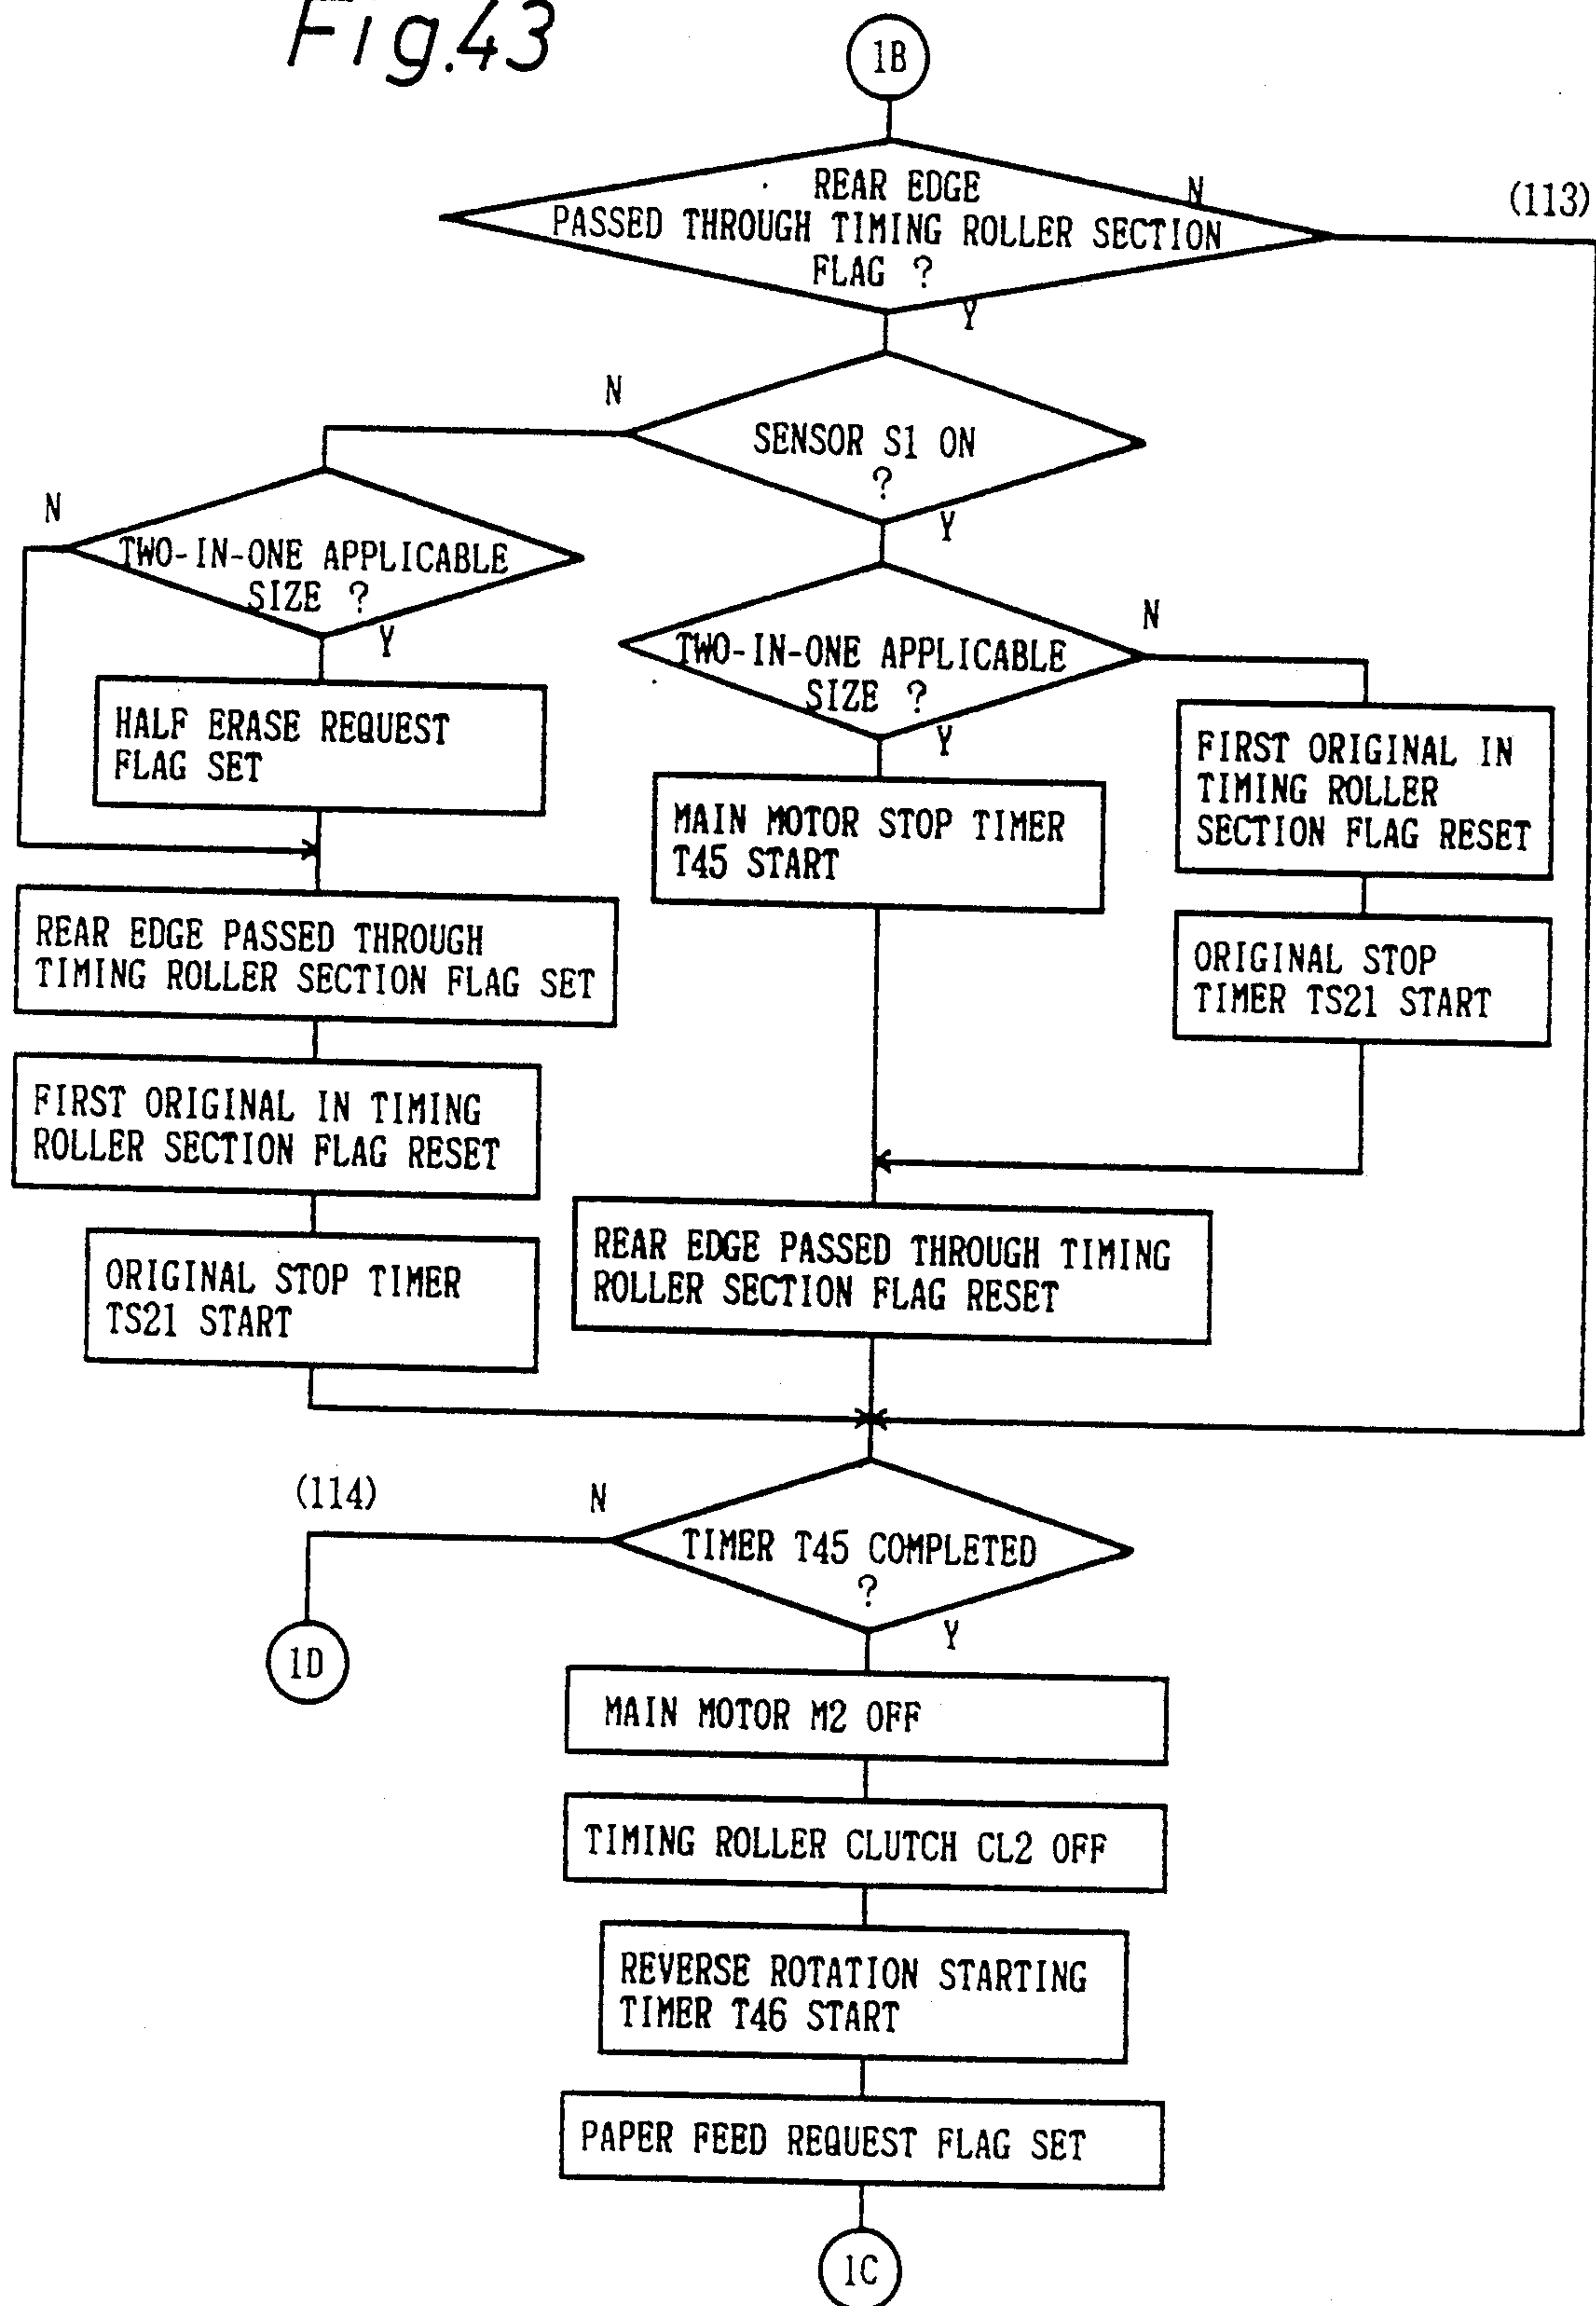 Fig.43
1B
REAR EDGE
PASSED THROUGH TIMING ROLLER SECTION
FLAG ?
N
(113)
Y
N
SENSOR S1 ON
?
Y
N
TWO-IN-ONE APPLICABLE
SIZE ?
Y
TWO-IN-ONE APPLICABLE
SIZE ?
N
Y
HALF ERASE REQUEST
FLAG SET
MAIN MOTOR STOP TIMER
T45 START
FIRST ORIGINAL IN
TIMING ROLLER
SECTION FLAG RESET
REAR EDGE PASSED THROUGH
TIMING ROLLER SECTION FLAG SET
ORIGINAL STOP
TIMER TS21 START
FIRST ORIGINAL IN TIMING
ROLLER SECTION FLAG RESET
ORIGINAL STOP TIMER
TS21 START
REAR EDGE PASSED THROUGH TIMING
ROLLER SECTION FLAG RESET
(114)
N
TIMER T45 COMPLETED
?
Y
1D
MAIN MOTOR M2 OFF
TIMING ROLLER CLUTCH CL2 OFF
REVERSE ROTATION STARTING
TIMER T46 START
PAPER FEED REQUEST FLAG SET
1C